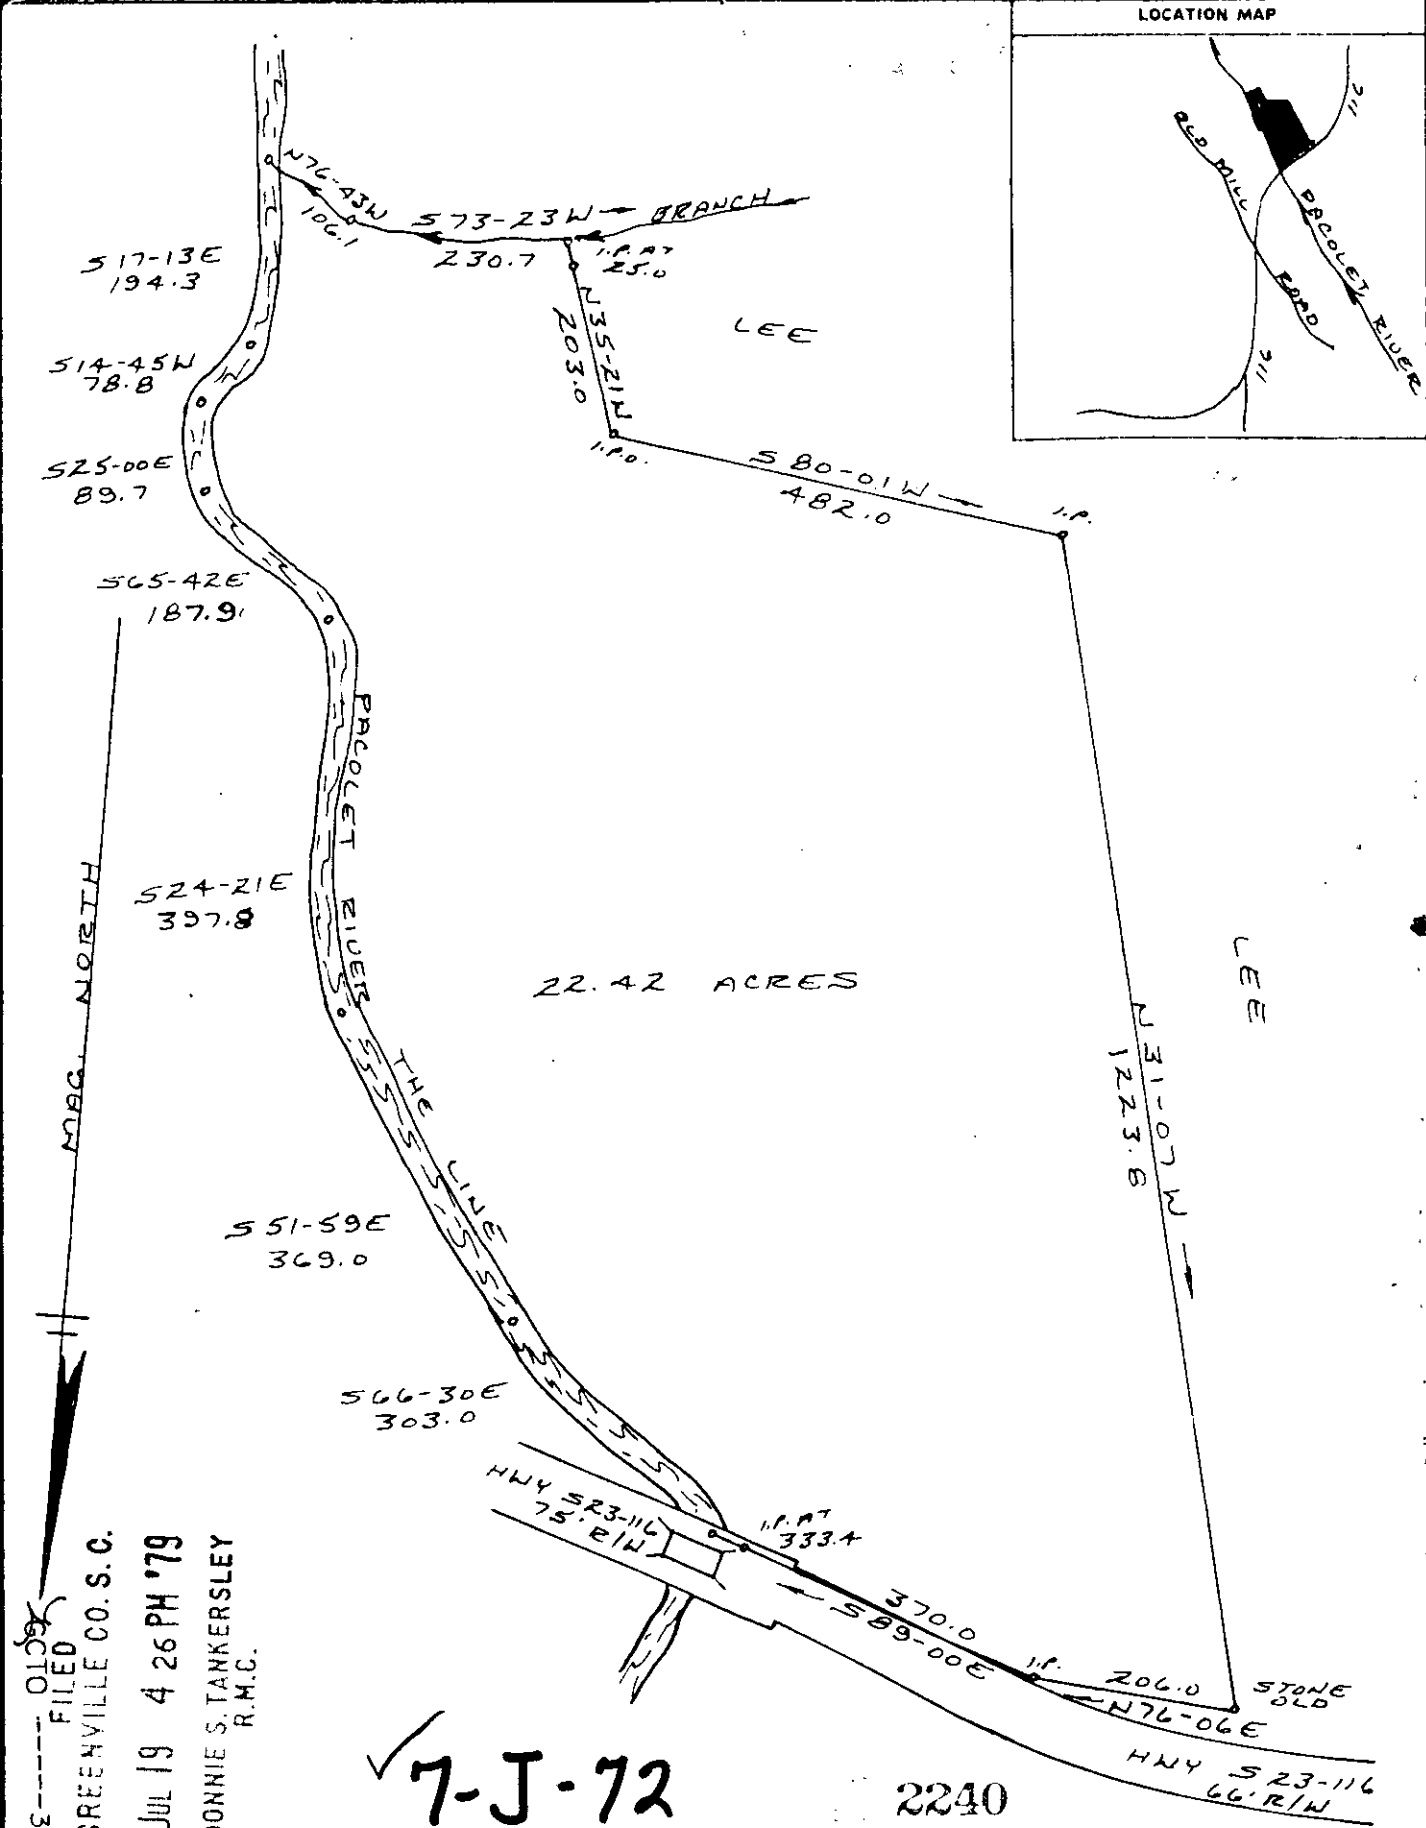 LOCATION MAP
116
OLD MILL ROAD
PACOLET RIVER
116
N76-43W
106.1
S73-23W
230.7
BRANCH
I.P. AT
25.0
N35-21W
203.0
I.P.O.
LEE
S17-13E
194.3
S14-45W
78.8
S25-00E
89.7
S65-42E
187.9
S80-01W
482.0
I.P.
PACOLET RIVER THE LINE
MAG. NORTH
S24-21E
397.8
22.42 ACRES
LEE
N31-07W
1223.8
S51-59E
369.0
S66-30E
303.0
HWY S23-116
75' R/W
I.P. AT
333.4
370.0
S89-00E
I.P.
206.0
N76-06E
STONE
OLD
HWY S23-116
66' R/W
FILED
GREENVILLE CO. S. C.
JUL 19 4 26 PM '79
DONNIE S. TANKERSLEY
R.M.C.
GCTO ----- 3
7-J-72
2240